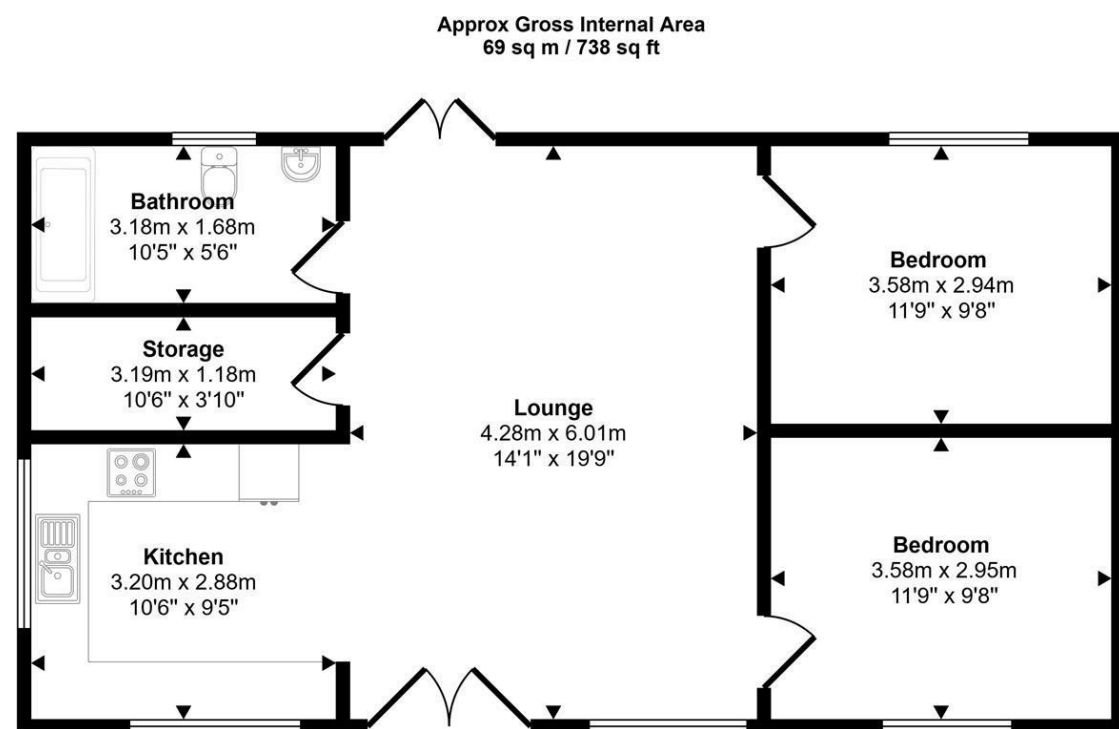 Approx Gross Internal Area
69 sq m / 738 sq ft
Bathroom
3.18m x 1.68m
10'5" x 5'6"
Storage
3.19m x 1.18m
10'6" x 3'10"
Kitchen
3.20m x 2.88m
10'6" x 9'5"
Lounge
4.28m x 6.01m
14'1" x 19'9"
Bedroom
3.58m x 2.94m
11'9" x 9'8"
Bedroom
3.58m x 2.95m
11'9" x 9'8"